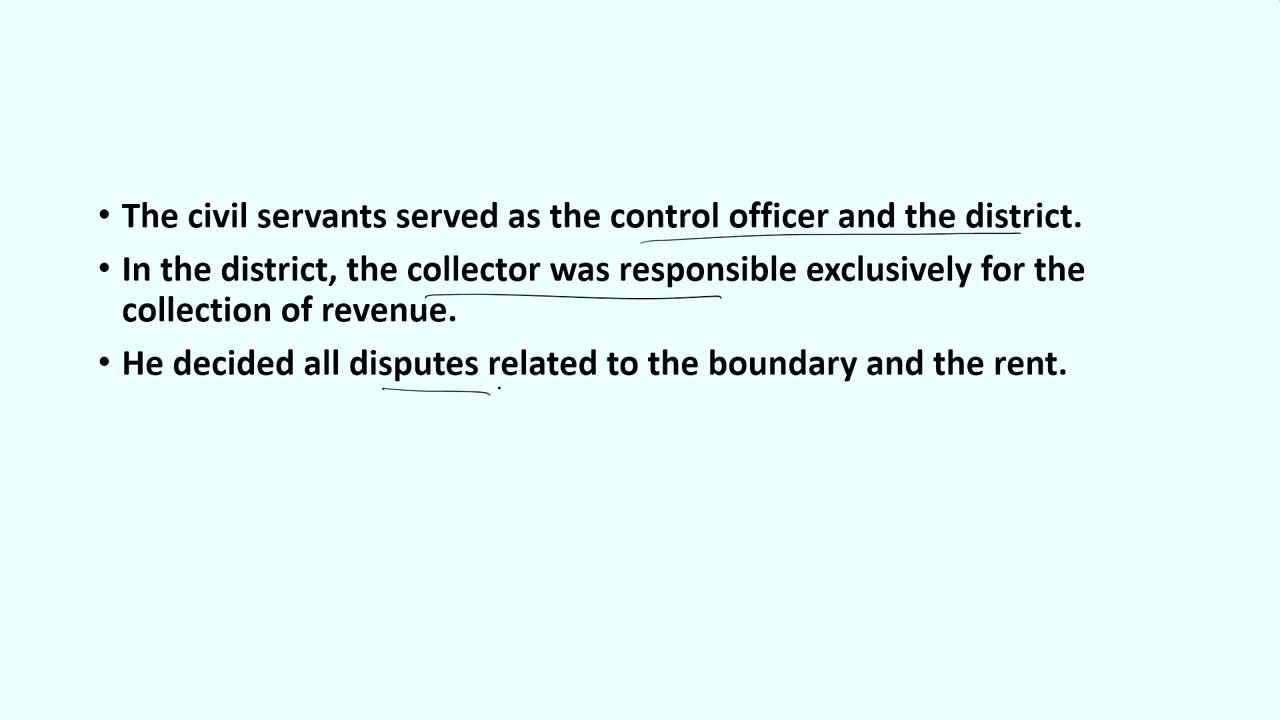 • The civil servants served as the control officer and the district.
• In the district, the collector was responsible exclusively for the
collection of revenue.
• He decided all disputes related to the boundary and the rent.